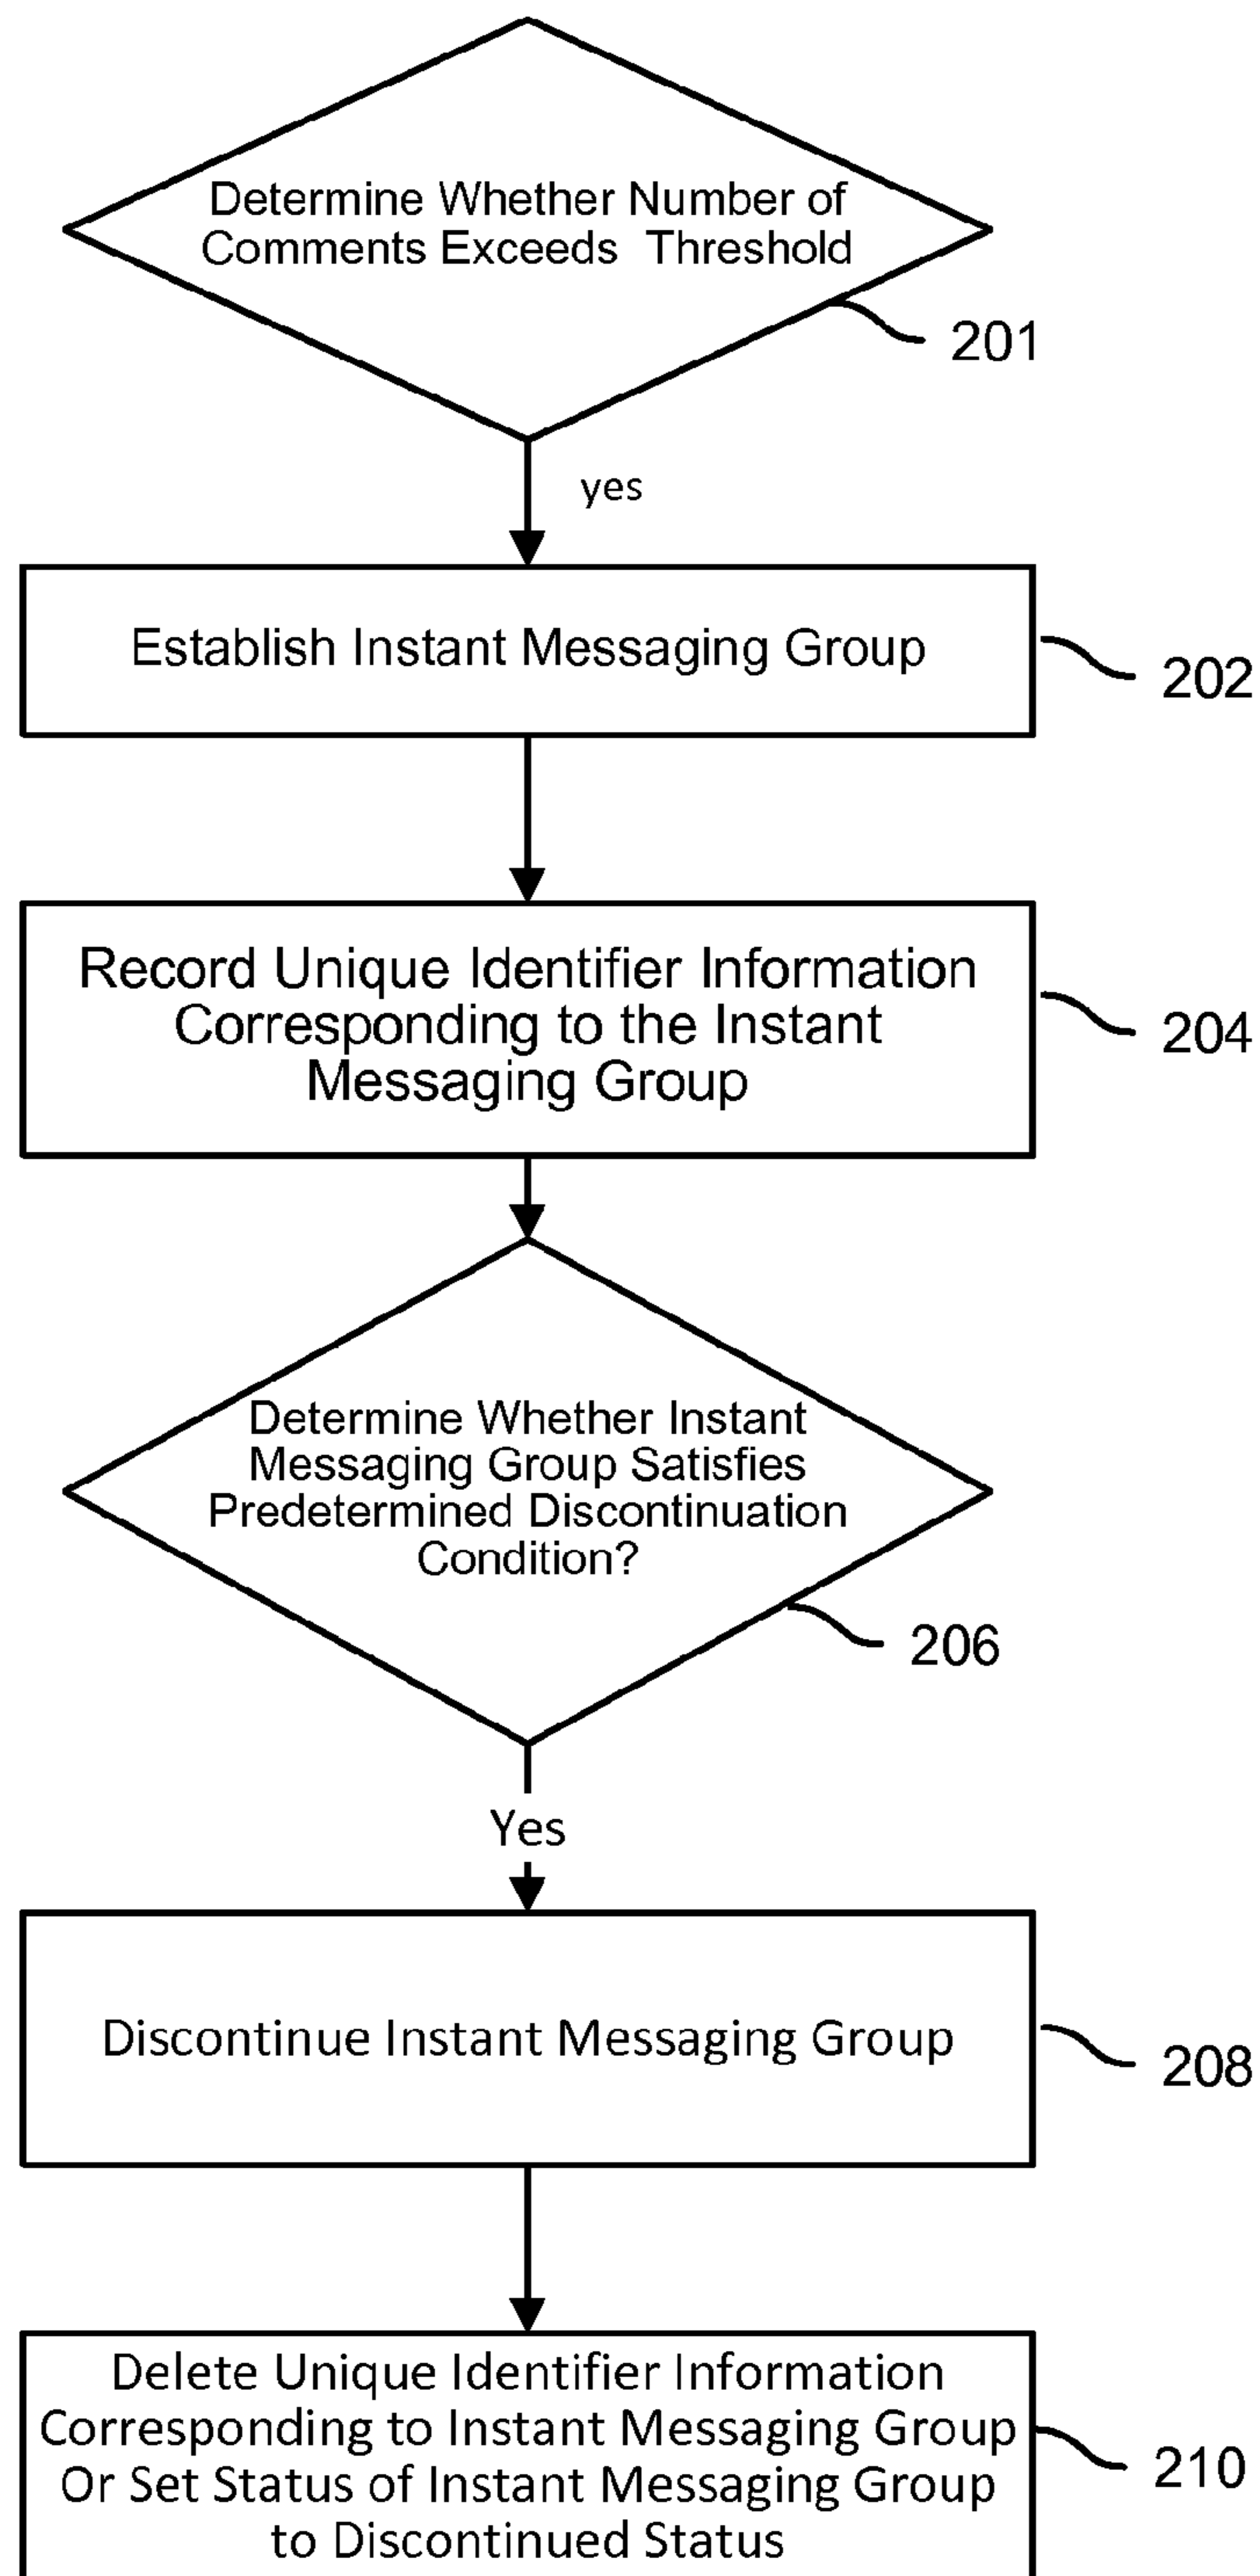 Determine Whether Number of
Comments Exceeds Threshold
201
yes
Establish Instant Messaging Group
202
Record Unique Identifier Information
Corresponding to the Instant
Messaging Group
204
Determine Whether Instant
Messaging Group Satisfies
Predetermined Discontinuation
Condition?
206
Yes
Discontinue Instant Messaging Group
208
Delete Unique Identifier Information
Corresponding to Instant Messaging Group
Or Set Status of Instant Messaging Group
to Discontinued Status
210